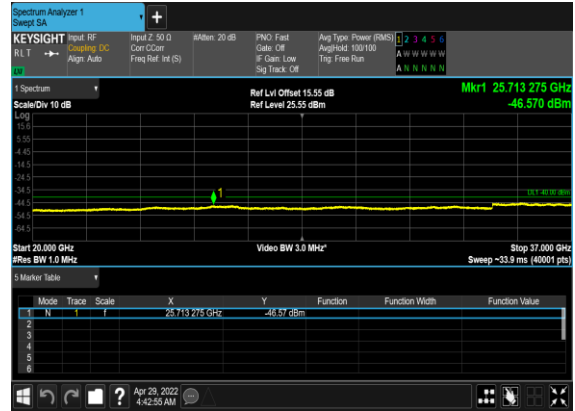 Spectrum Analyzer 1
Swept SA
+
KEYSIGHT Input: RF Input Z: 50 Ω #Atten: 20 dB PNO: Fast Avg Type: Power (RMS) 1 2 3 4 5 6
RLT Coupling: DC Corr CCorr Gate: Off Avg|Hold: 100/100 A W W W W W
Align: Auto Freq Ref: Int (S) IF Gain: Low Trig: Free Run
Sig Track: Off A N N N N N
1 Spectrum Ref Lvl Offset 15.55 dB Mkr1 25.713 275 GHz
Scale/Div 10 dB Ref Level 25.55 dBm -46.570 dBm
Log
15.6
5.55
-4.45
-14.5
-24.5
-34.5 1 DL1 -40.00 dBm
-44.5
-54.5
-64.5
Start 20.000 GHz Video BW 3.0 MHz* Stop 37.000 GHz
#Res BW 1.0 MHz Sweep ~33.9 ms (40001 pts)
5 Marker Table
Mode Trace Scale X Y Function Function Width Function Value
1 N 1 f 25.713 275 GHz -46.57 dBm
2
3
4
5
6
? Apr 29, 2022
4:42:55 AM